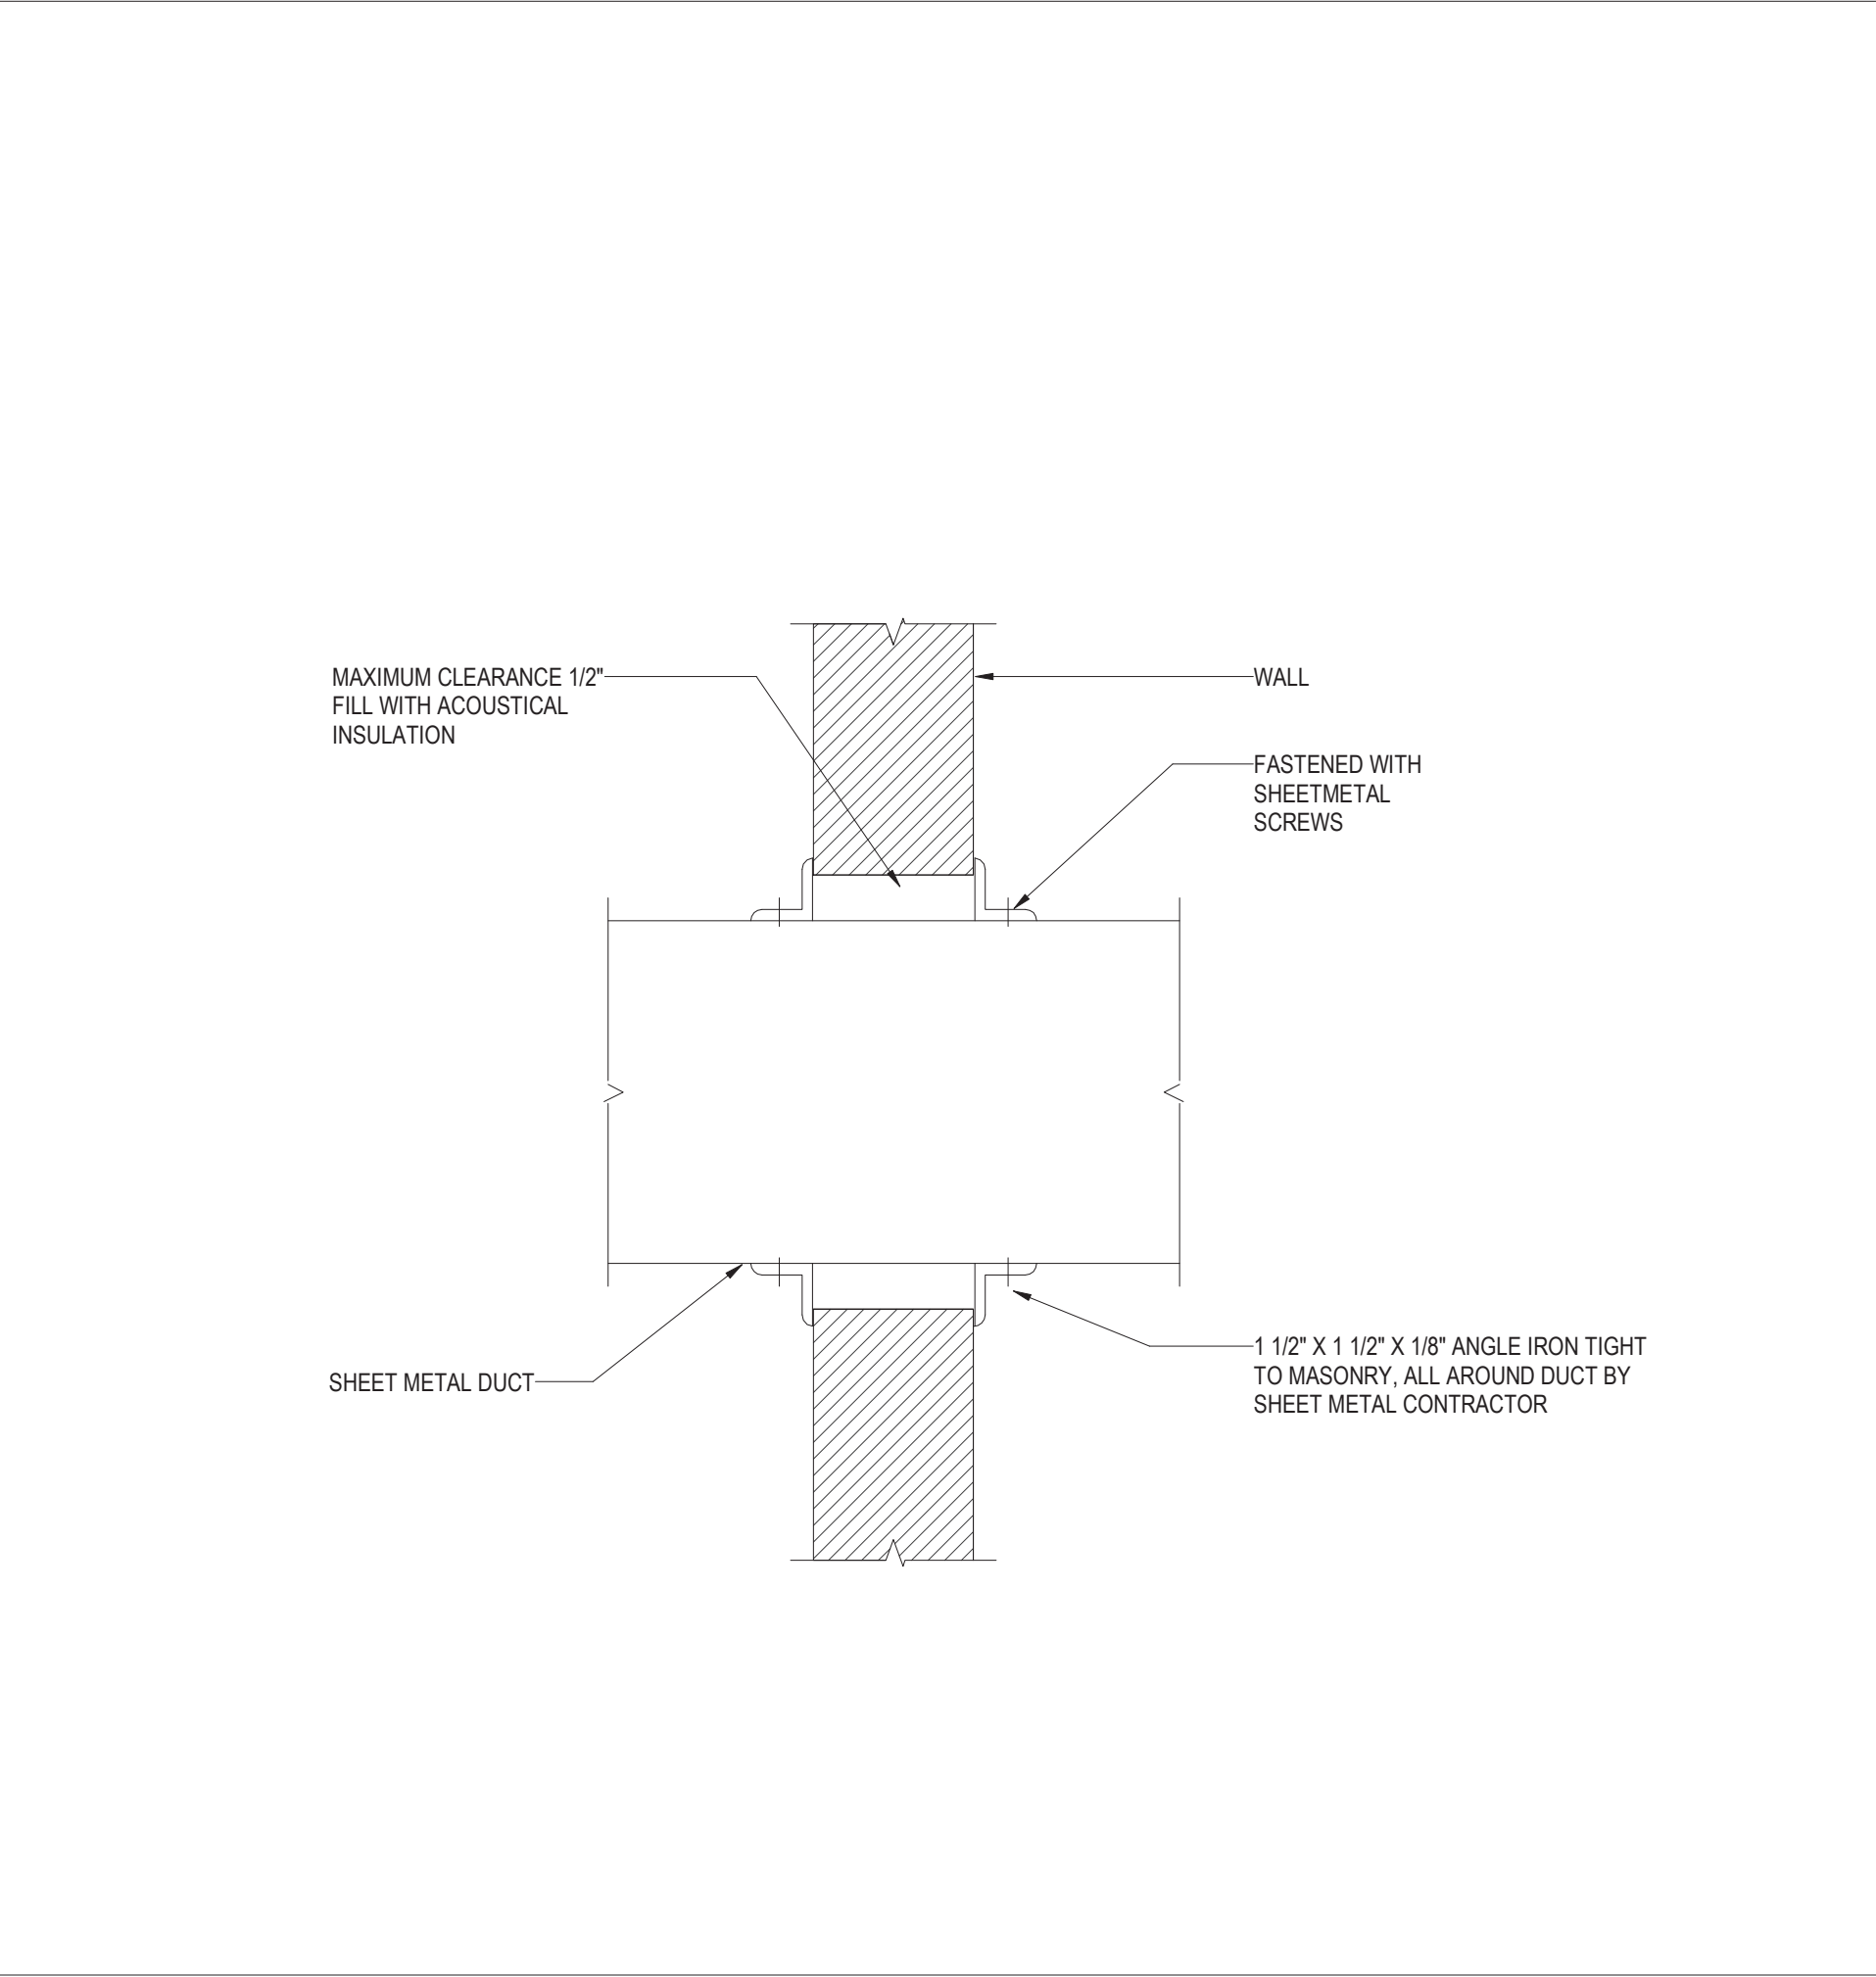 MAXIMUM CLEARANCE 1/2"
FILL WITH ACOUSTICAL
INSULATION
WALL
FASTENED WITH
SHEETMETAL
SCREWS
SHEET METAL DUCT
1 1/2" X 1 1/2" X 1/8" ANGLE IRON TIGHT
TO MASONRY, ALL AROUND DUCT BY
SHEET METAL CONTRACTOR